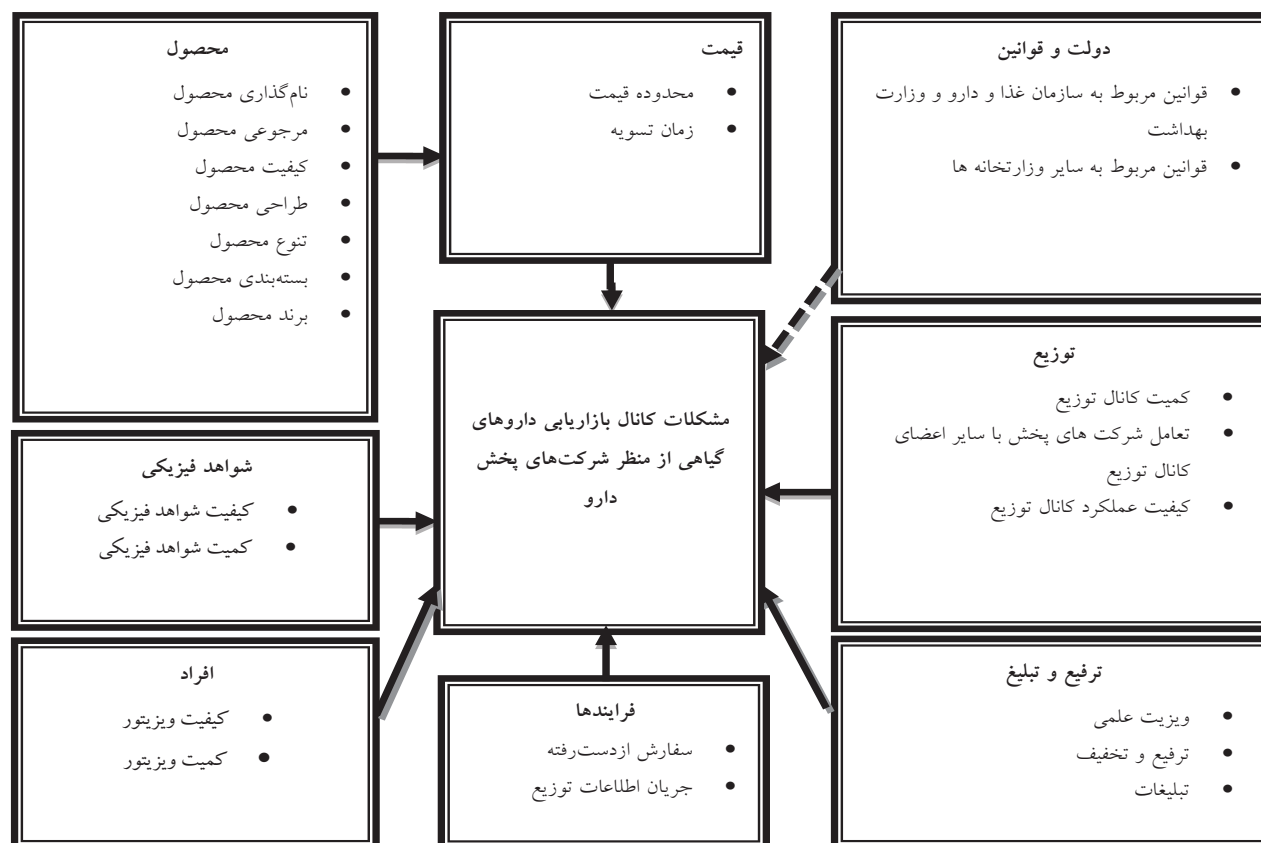 دولت و قوانین
• قوانین مربوط به سازمان غذا و دارو و وزارت
بهداشت
• قوانین مربوط به سایر وزارتخانه ها
قیمت
• محدوده قیمت
• زمان تسویه
محصول
• نام‌گذاری محصول
• مرجوعی محصول
• کیفیت محصول
• طراحی محصول
• تنوع محصول
• بسته‌بندی محصول
• برند محصول
توزیع
• کمیت کانال توزیع
• تعامل شرکت های پخش با سایر اعضای
کانال توزیع
• کیفیت عملکرد کانال توزیع
مشکلات کانال بازاریابی داروهای
گیاهی از منظر شرکت‌های پخش
دارو
شواهد فیزیکی
• کیفیت شواهد فیزیکی
• کمیت شواهد فیزیکی
ترفیع و تبلیغ
• ویزیت علمی
• ترفیع و تخفیف
• تبلیغات
فرایندها
• سفارش ازدست‌رفته
• جریان اطلاعات توزیع
افراد
• کیفیت ویزیتور
• کمیت ویزیتور